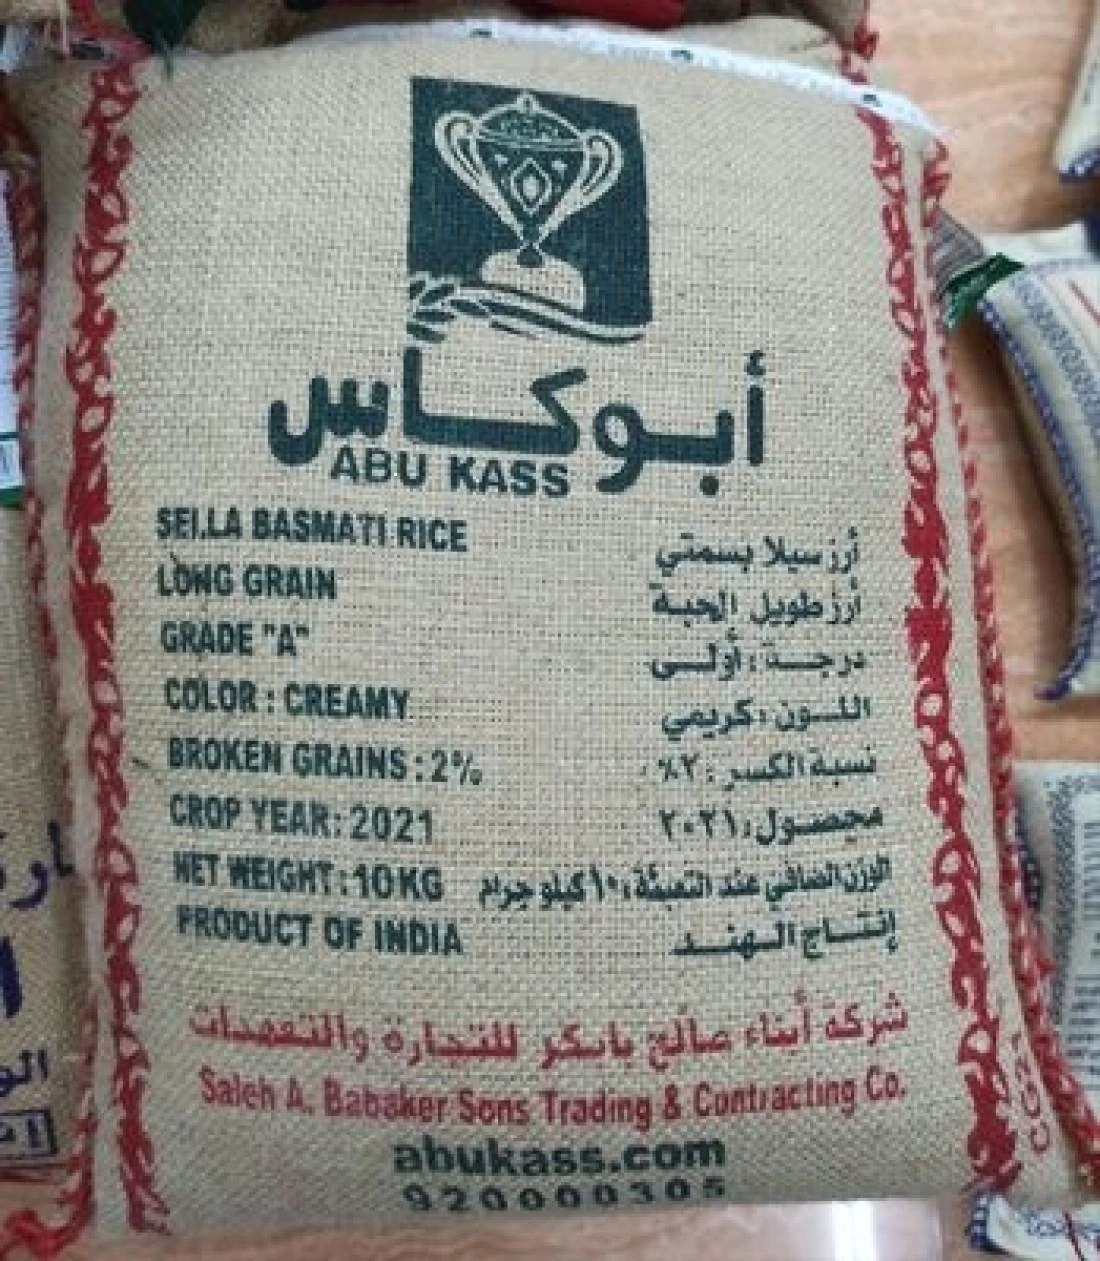 أبوكاس
ABU KASS
SELLA BASMATI RICE أرز سيلا بسمتي
LONG GRAIN أرز طويل الحبة
GRADE "A" درجة : أولى
COLOR : CREAMY اللون : كريمي
BROKEN GRAINS : 2% نسبة الكسر : ٢٪
CROP YEAR: 2021 محصول : ٢٠٢١
NET WEIGHT : 10 KG الوزن الصافي عند التعبئة : ١٠ كيلو جرام
PRODUCT OF INDIA إنتاج الهند
شركة أبناء صالح بابكر للتجارة والتعهدات
Saleh A. Babaker Sons Trading & Contracting Co.
abukass.com
920000305